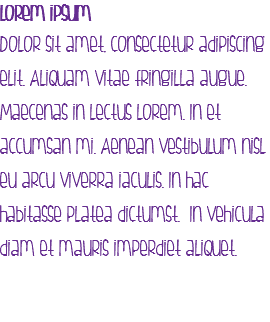 Lorem ipsum
Dolor sit amet, consectetur adipiscing
elit. Aliquam vitae fringilla augue.
Maecenas in lectus lorem. In et
accumsan mi. Aenean vestibulum nisl
eu arcu viverra iaculis. In hac
habitasse platea dictumst. In vehicula
diam et mauris imperdiet aliquet.